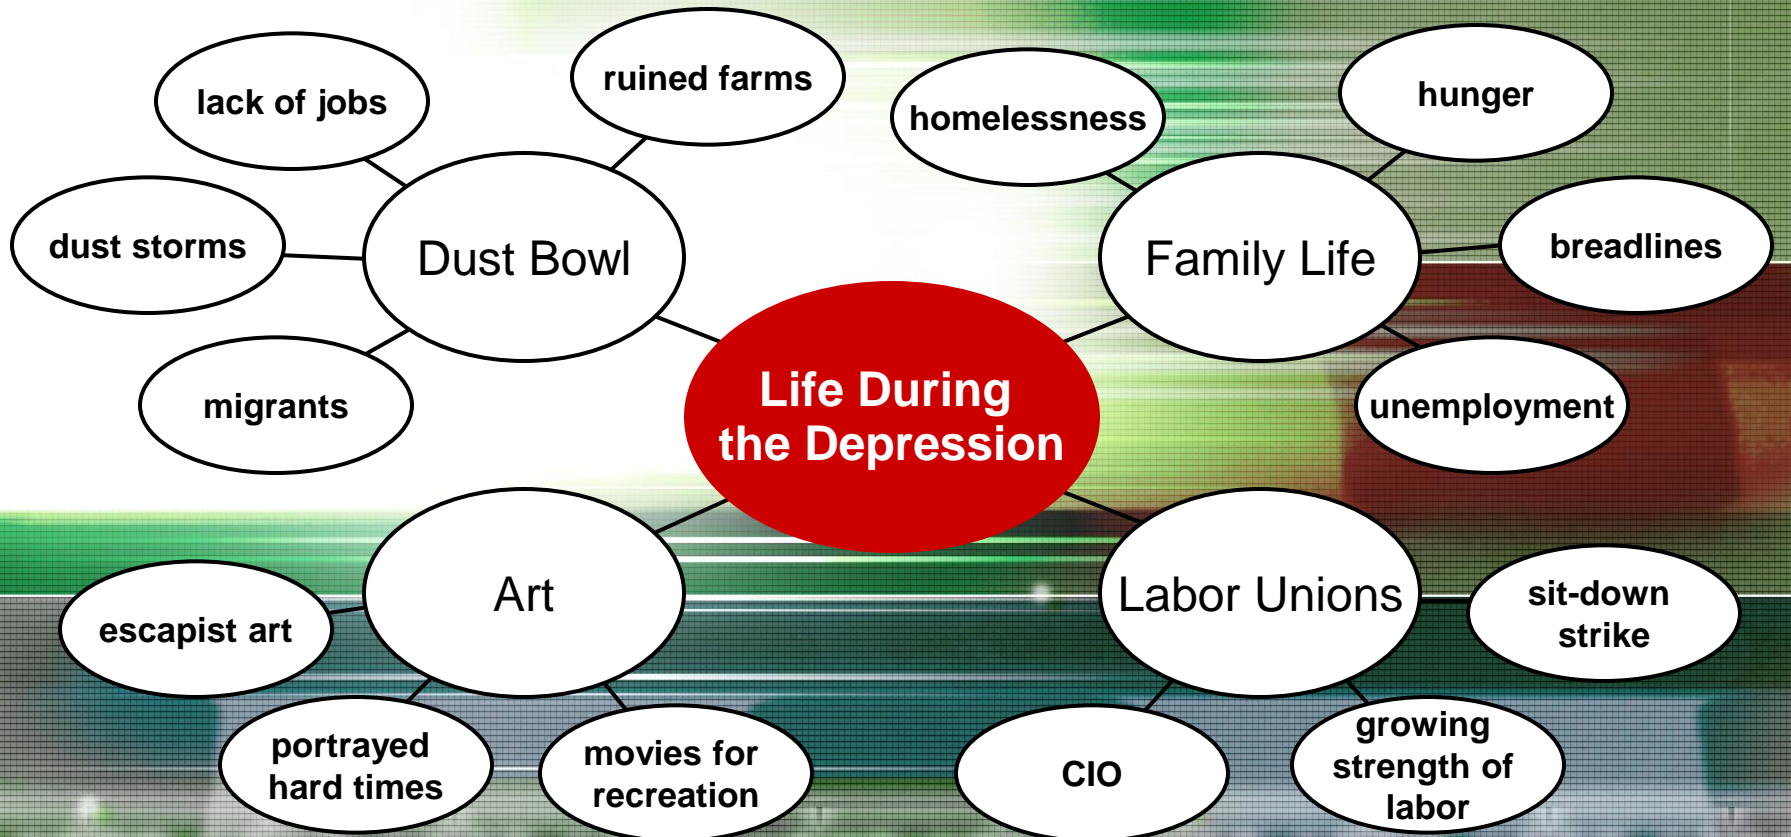 lack of jobs
ruined farms
homelessness
hunger
dust storms
Dust Bowl
Family Life
breadlines
migrants
Life During
the Depression
unemployment
escapist art
Art
Labor Unions
sit-down
strike
portrayed
hard times
movies for
recreation
CIO
growing
strength of
labor